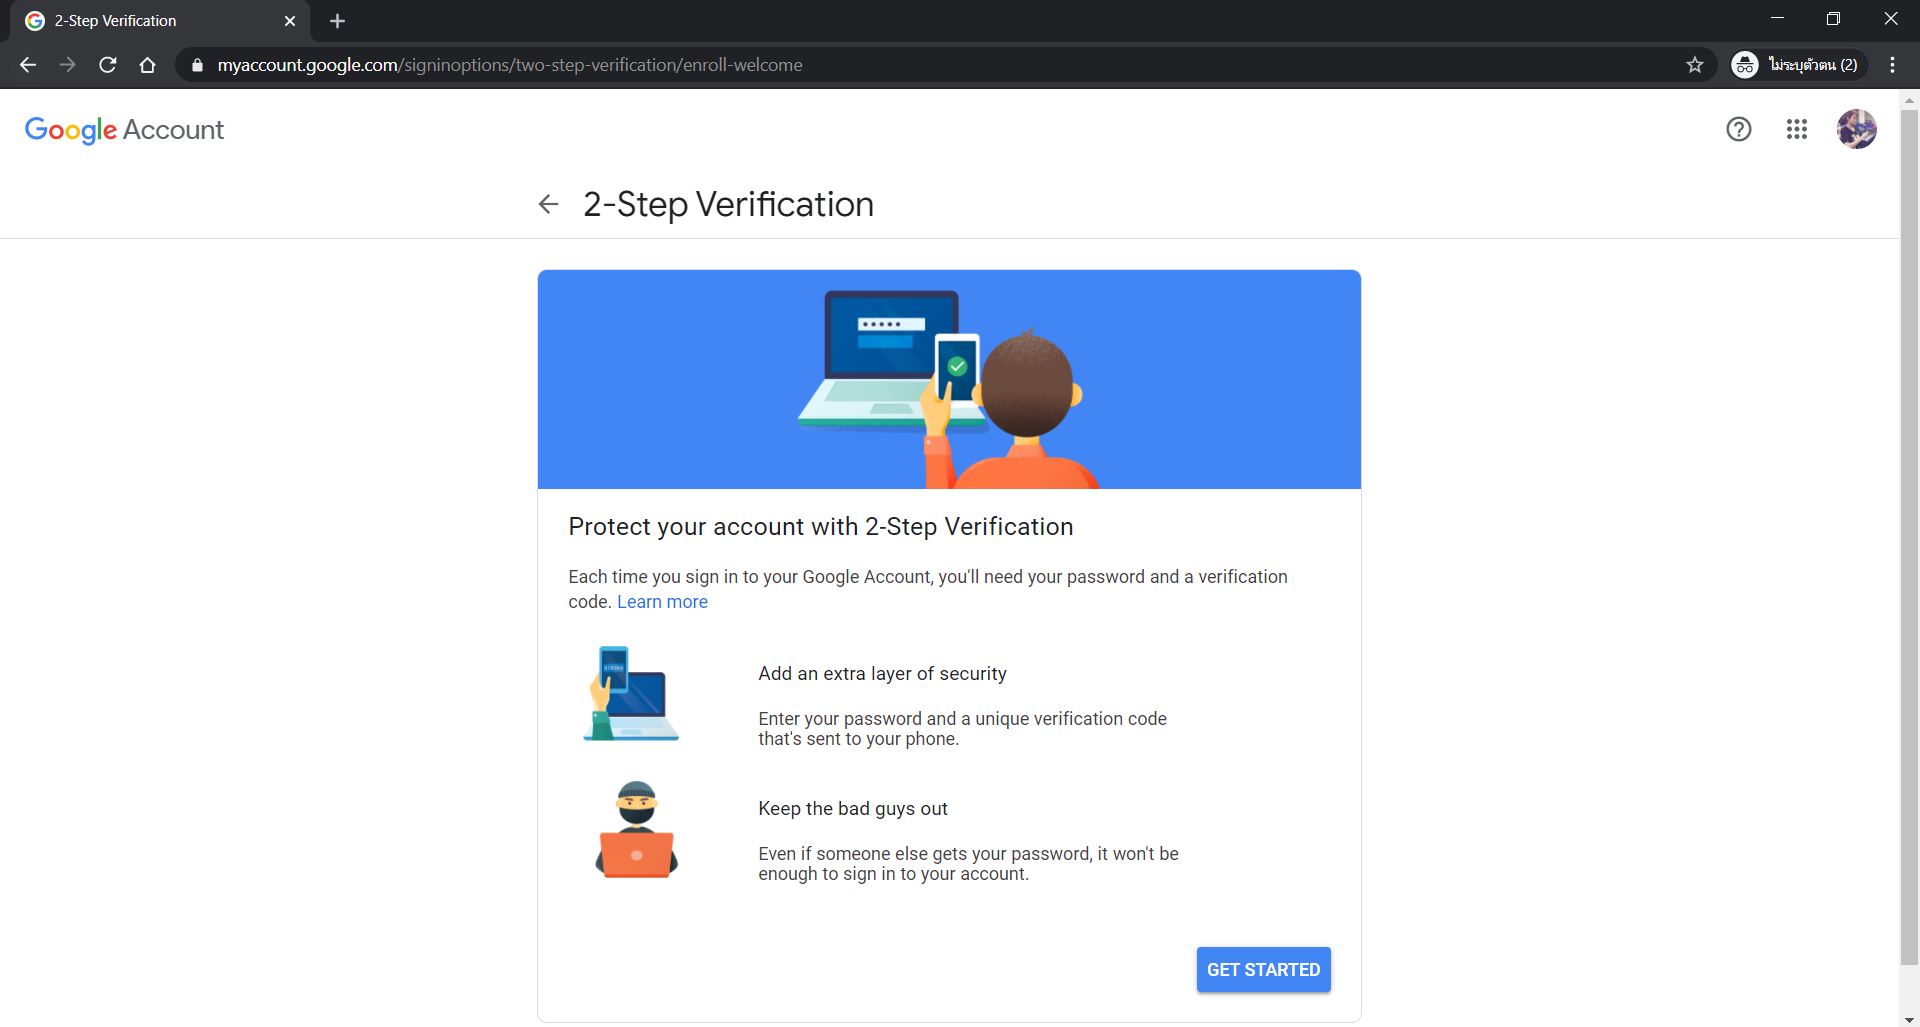 2-Step Verification
myaccount.google.com/signinoptions/two-step-verification/enroll-welcome
ไม่ระบุตัวตน (2)
Google Account
2-Step Verification
Protect your account with 2-Step Verification
Each time you sign in to your Google Account, you'll need your password and a verification
code. Learn more
Add an extra layer of security
Enter your password and a unique verification code
that's sent to your phone.
Keep the bad guys out
Even if someone else gets your password, it won't be
enough to sign in to your account.
GET STARTED